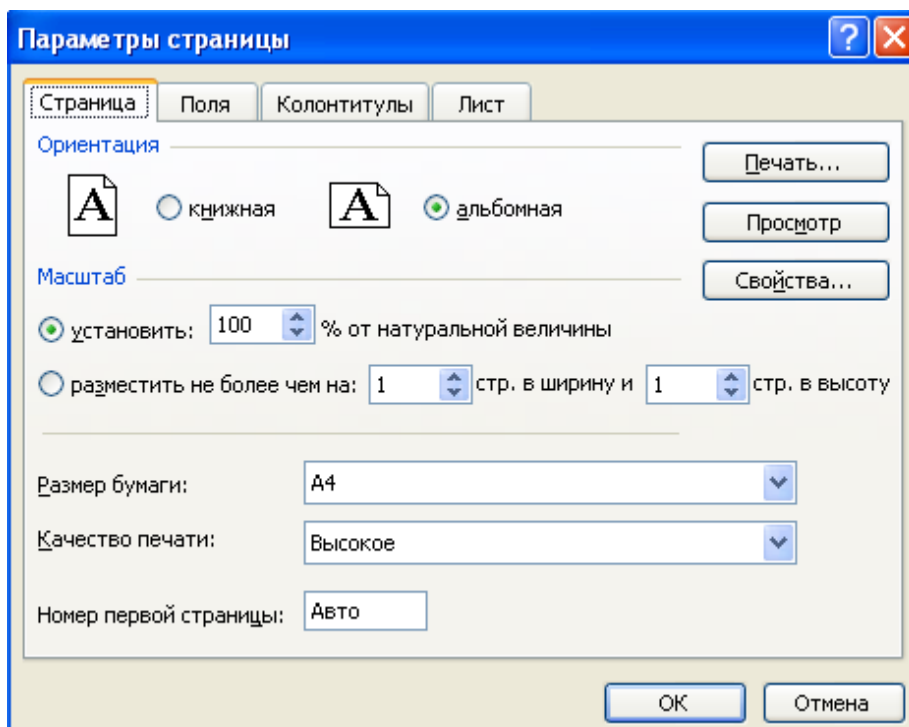 Параметры страницы
?
Страница Поля Колонтитулы Лист
Ориентация
Печать...
A книжная A альбомная
Просмотр
Масштаб
Свойства...
установить: 100 % от натуральной величины
разместить не более чем на: 1 стр. в ширину и 1 стр. в высоту
Размер бумаги: A4
Качество печати: Высокое
Номер первой страницы: Авто
ОК Отмена